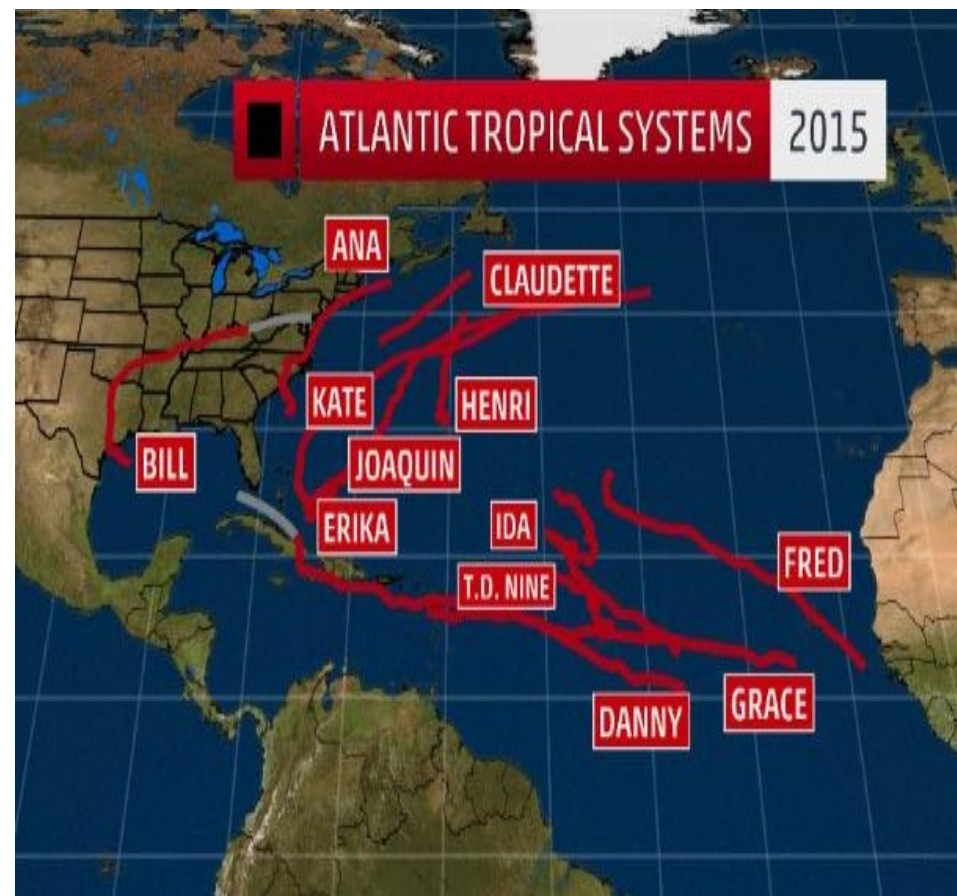 ATLANTIC TROPICAL SYSTEMS 2015
ANA
CLAUDETTE
KATE
HENRI
BILL
JOAQUIN
ERIKA
IDA
FRED
T.D. NINE
GRACE
DANNY